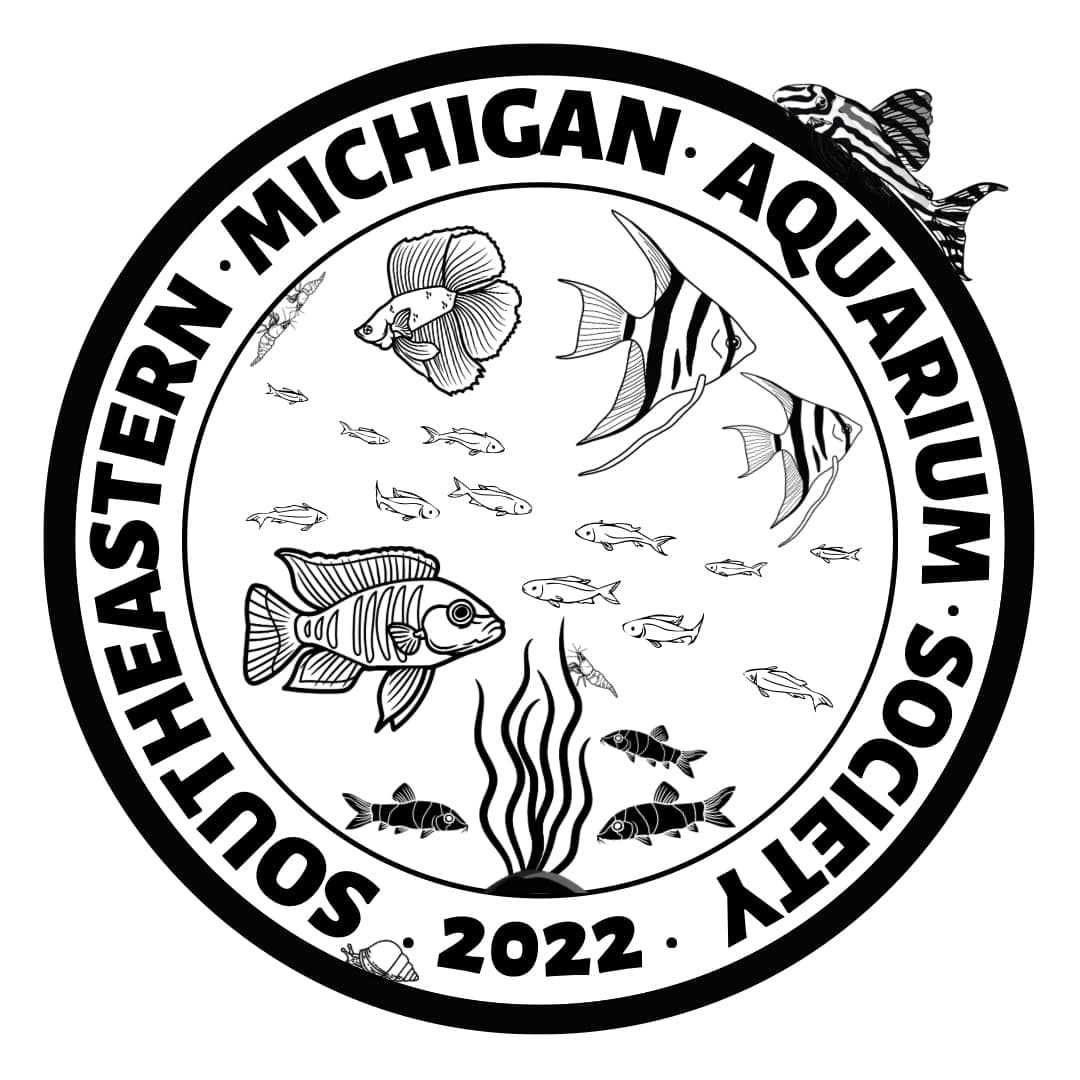 SOUTHEASTERN · MICHIGAN · AQUARIUM · SOCIETY
· 2022 ·